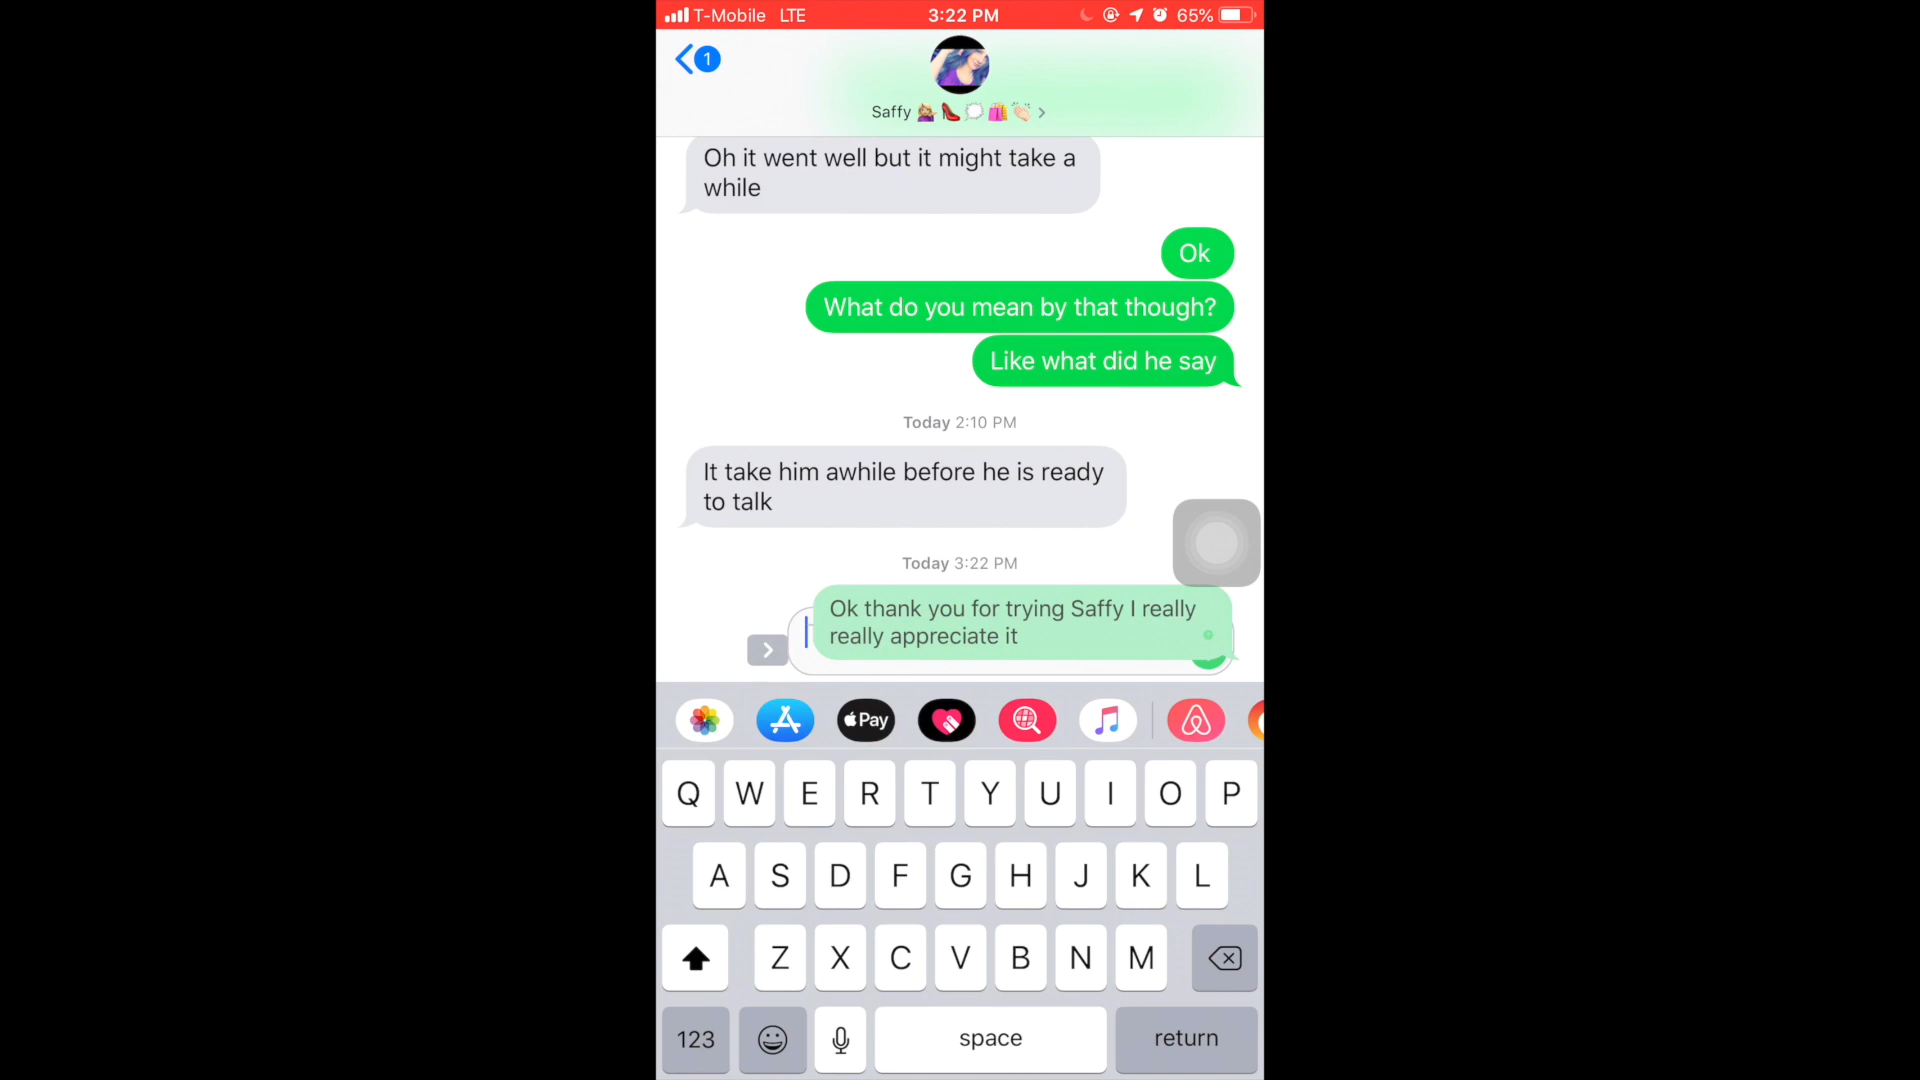 T-Mobile LTE 3:22 PM 65%
1
Saffy
Oh it went well but it might take a
while
Ok
What do you mean by that though?
Like what did he say
Today 2:10 PM
It take him awhile before he is ready
to talk
Today 3:22 PM
Ok thank you for trying Saffy I really
really appreciate it
Pay
Q W E R T Y U I O P
A S D F G H J K L
Z X C V B N M
123 space return